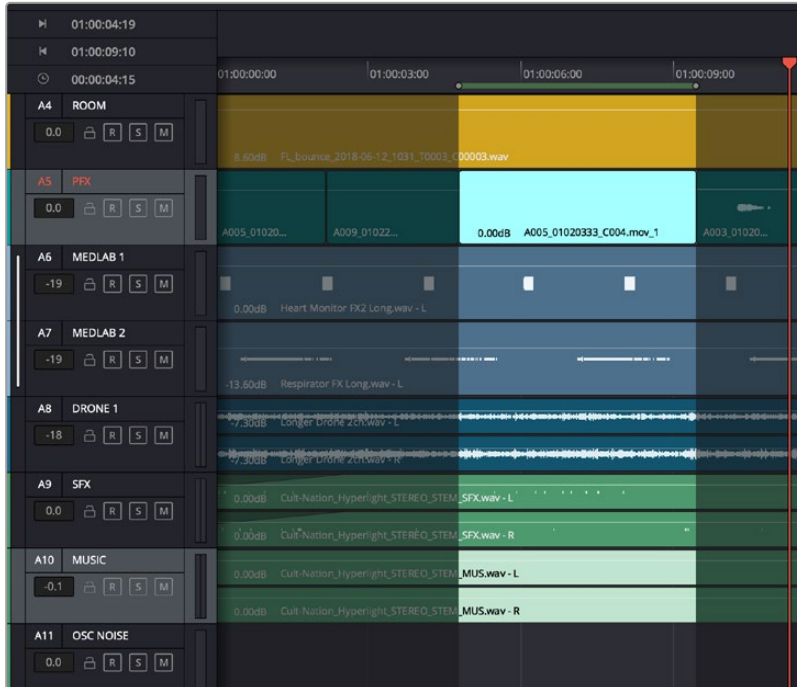 01:00:04:19
01:00:09:10
00:00:04:15
01:00:00:00 01:00:03:00 01:00:06:00 01:00:09:00
A4 ROOM
0.0 R S M
8.60dB FL_bounce_2018-06-12_1031_T0003_C00003.wav
A5 PFX
0.0 R S M
A005_01020... A009_01022... 0.00dB A005_01020333_C004.mov_1 A003_01020...
A6 MEDLAB 1
-19 R S M
0.00dB Heart Monitor FX2 Long.wav - L
A7 MEDLAB 2
-19 R S M
-13.60dB Respirator FX Long.wav - L
A8 DRONE 1
-7.30dB Longer Drone 2ch.wav - L
-18 R S M
-7.30dB Longer Drone 2ch.wav - R
A9 SFX
0.00dB Cult-Nation_Hyperlight_STEREO_STEM_SFX.wav - L
0.0 R S M
0.00dB Cult-Nation_Hyperlight_STEREO_STEM_SFX.wav - R
A10 MUSIC
0.00dB Cult-Nation_Hyperlight_STEREO_STEM_MUS.wav - L
-0.1 R S M
0.00dB Cult-Nation_Hyperlight_STEREO_STEM_MUS.wav - R
A11 OSC NOISE
0.0 R S M